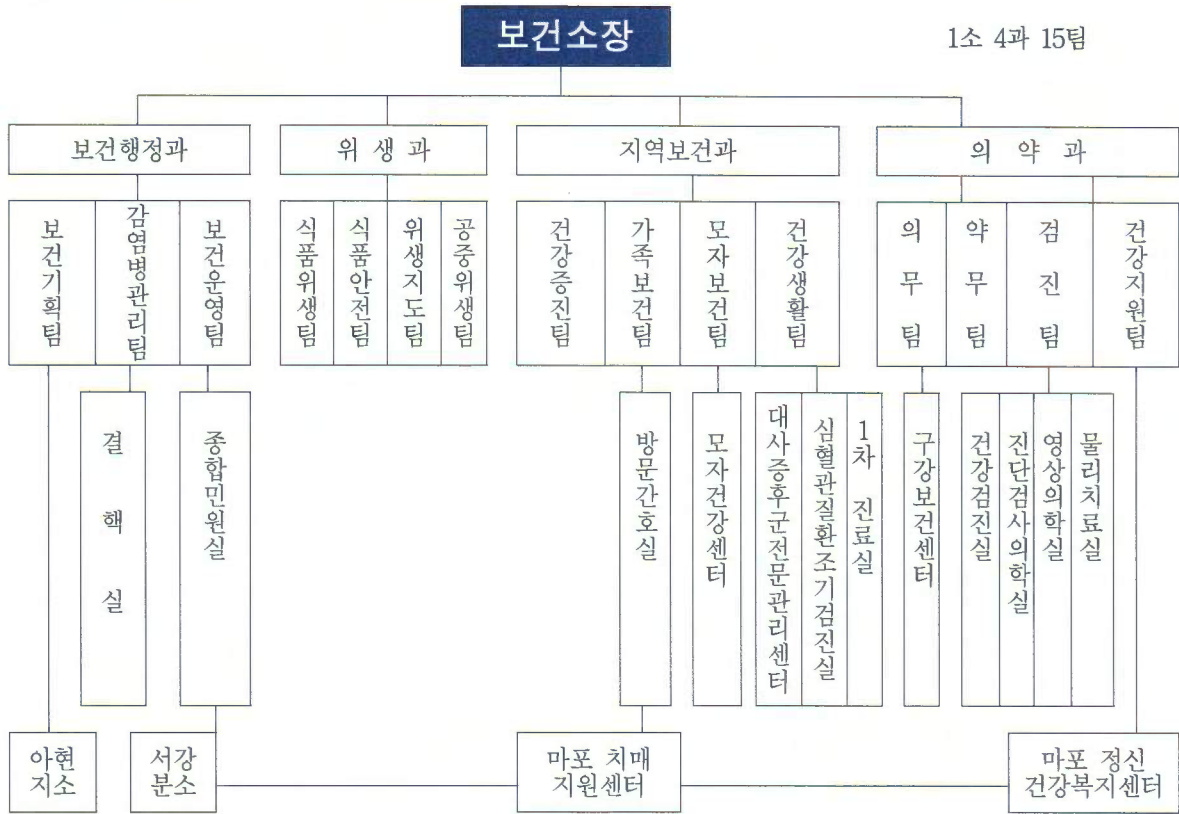 보건소장
1소 4과 15팀
보건행정과
위 생 과
지역보건과
의 약 과
보건기획팀
감염병관리팀
보건운영팀
식품위생팀
식품안전팀
위생지도팀
공중위생팀
건강증진팀
가족보건팀
모자보건팀
건강생활팀
의 무 팀
약 무 팀
검 진 팀
건강지원팀
결 핵 실
종합민원실
방문간호실
모자건강센터
대사증후군전문관리센터
심혈관질환조기검진실
1차 진료실
구강보건센터
건강검진실
진단검사의학실
영상의학실
물리치료실
아현
지소
서강
분소
마포 치매
지원센터
마포 정신
건강복지센터